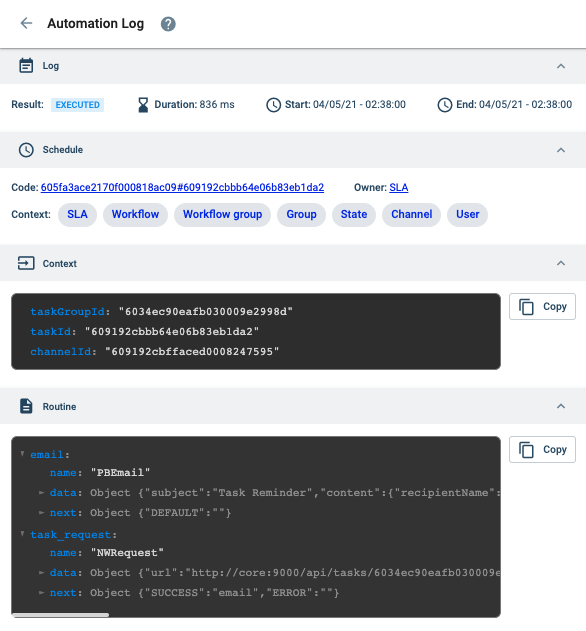 Automation Log ?
Log
Result: EXECUTED Duration: 836 ms Start: 04/05/21 - 02:38:00 End: 04/05/21 - 02:38:00
Schedule
Code: 605fa3ace2170f000818ac09#609192cbbb64e06b83eb1da2 Owner: SLA
Context: SLA Workflow Workflow group Group State Channel User
Context
taskGroupId: "6034ec90eafb030009e2998d"
taskId: "609192cbbb64e06b83eb1da2"
channelId: "609192cbffaced0008247595"
Copy
Routine
email:
name: "PBEmail"
data: Object {"subject":"Task Reminder","content":{"recipientName":
next: Object {"DEFAULT":""}
task_request:
name: "NWRequest"
data: Object {"url":"http://core:9000/api/tasks/6034ec90eafb030009e
next: Object {"SUCCESS":"email","ERROR":""}
Copy